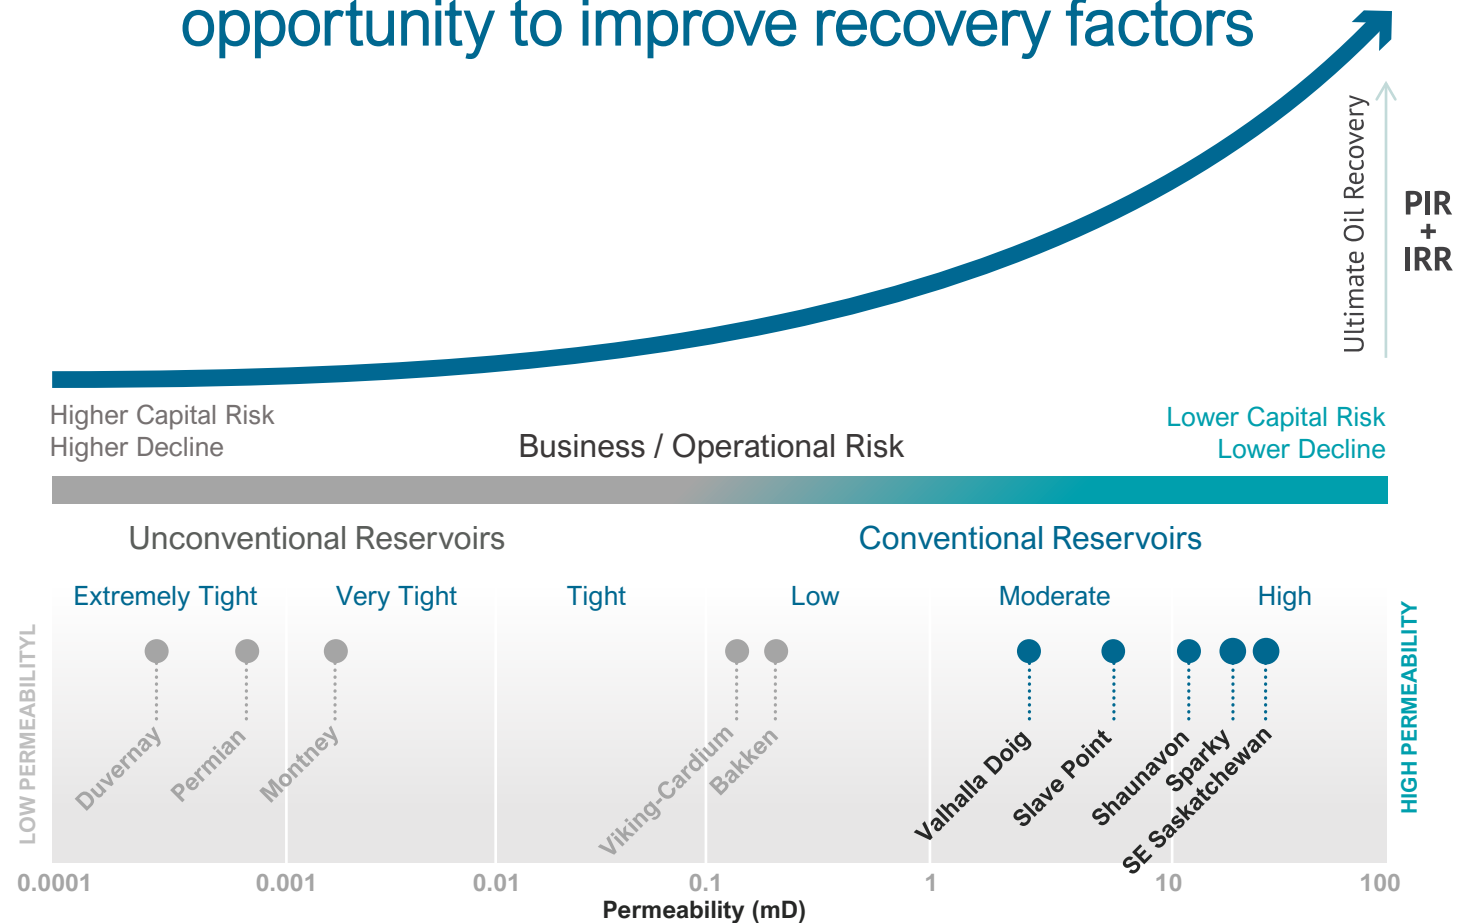 opportunity to improve recovery factors
Ultimate Oil Recovery
PIR
+
IRR
Higher Capital Risk
Higher Decline
Business / Operational Risk
Lower Capital Risk
Lower Decline
Unconventional Reservoirs
Conventional Reservoirs
Extremely Tight
Very Tight
Tight
Low
Moderate
High
LOW PERMEABILITYL
HIGH PERMEABILITY
Duvernay
Permian
Montney
Viking-Cardium
Bakken
Valhalla Doig
Slave Point
Shaunavon
Sparky
SE Saskatchewan
0.0001
0.001
0.01
0.1
1
10
100
Permeability (mD)